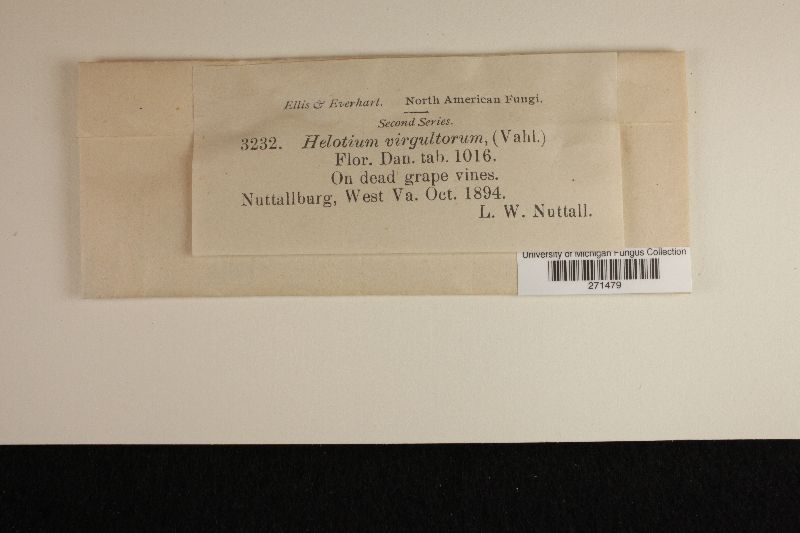 Ellis & Everhart. North American Fungi.
Second Series.
3232. Helotium virgultorum, (Vahl.)
Flor. Dan. tab. 1016.
On dead grape vines.
Nuttallburg, West Va. Oct. 1894.
L. W. Nuttall.
University of Michigan Fungus Collection
271479